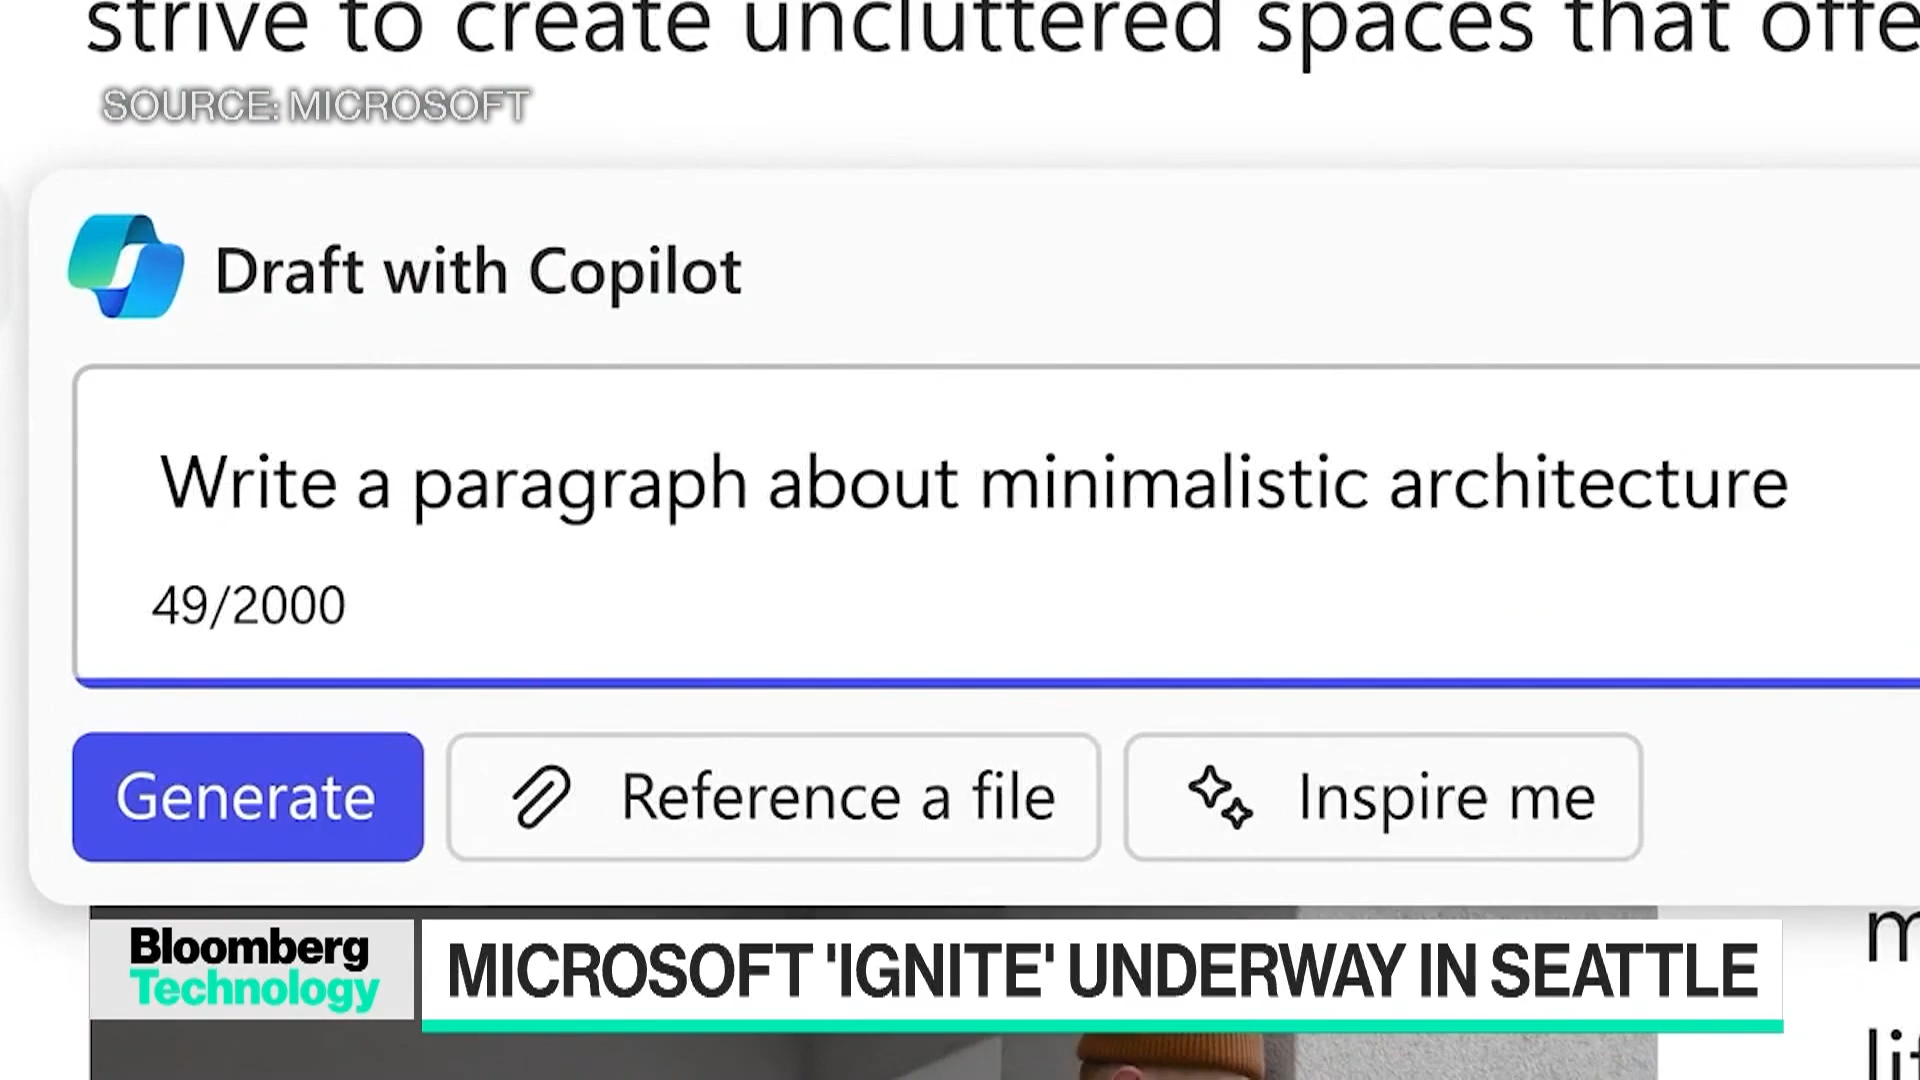 strive to create uncluttered spaces that offe
SOURCE: MICROSOFT
Draft with Copilot
Write a paragraph about minimalistic architecture
49/2000
Generate
Reference a file
Inspire me
Bloomberg
Technology
MICROSOFT 'IGNITE' UNDERWAY IN SEATTLE
m
lif